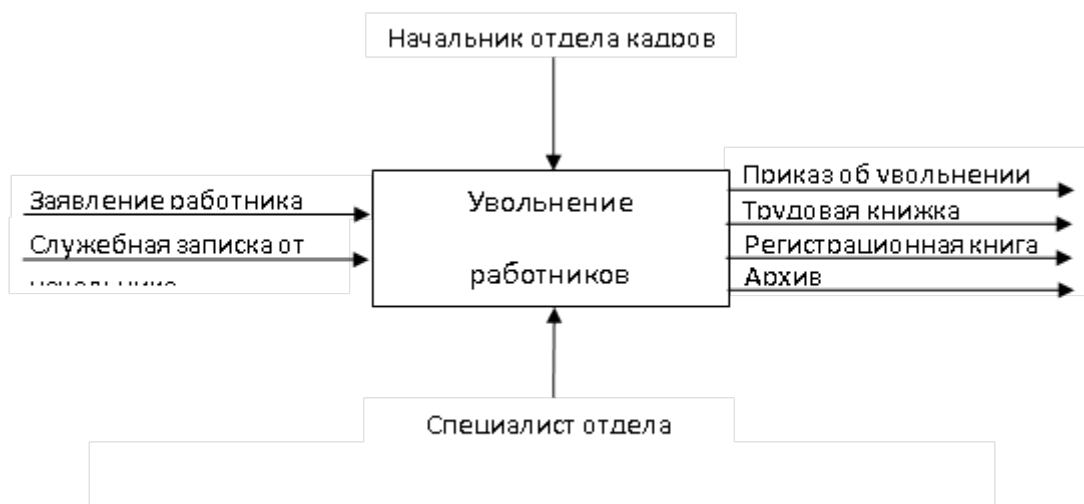 Начальник отдела кадров
Заявление работника
Служебная записка от
Увольнение
работников
Приказ об увольнении
Трудовая книжка
Регистрационная книга
Архив
Специалист отдела